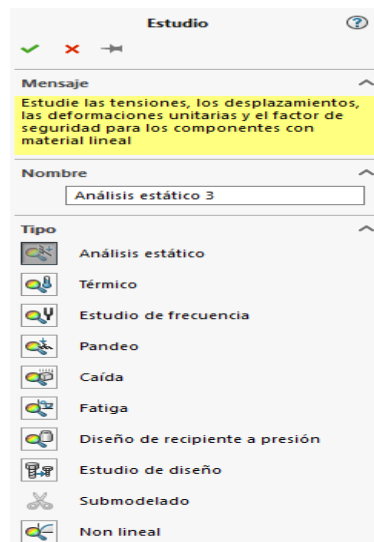 Estudio
Mensaje
Estudie las tensiones, los desplazamientos,
las deformaciones unitarias y el factor de
seguridad para los componentes con
material lineal
Nombre
Análisis estático 3
Tipo
Análisis estático
Térmico
Estudio de frecuencia
Pandeo
Caída
Fatiga
Diseño de recipiente a presión
Estudio de diseño
Submodelado
Non lineal